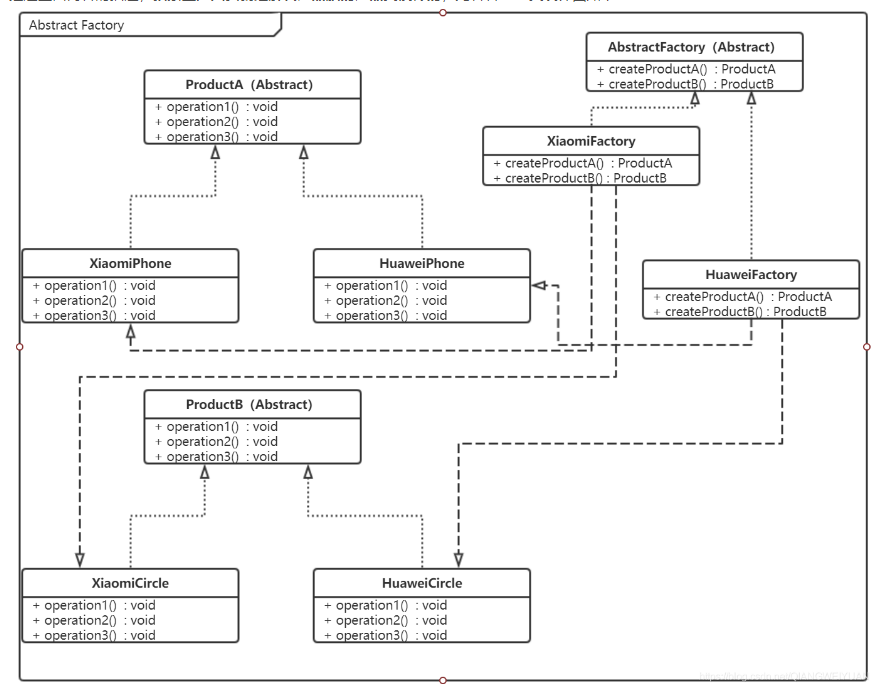 Abstract Factory
AbstractFactory (Abstract)
+ createProductA() : ProductA
+ createProductB() : ProductB
ProductA (Abstract)
+ operation1() : void
+ operation2() : void
+ operation3() : void
XiaomiFactory
+ createProductA() : ProductA
+ createProductB() : ProductB
XiaomiPhone
+ operation1() : void
+ operation2() : void
+ operation3() : void
HuaweiPhone
+ operation1() : void
+ operation2() : void
+ operation3() : void
HuaweiFactory
+ createProductA() : ProductA
+ createProductB() : ProductB
ProductB (Abstract)
+ operation1() : void
+ operation2() : void
+ operation3() : void
XiaomiCircle
+ operation1() : void
+ operation2() : void
+ operation3() : void
HuaweiCircle
+ operation1() : void
+ operation2() : void
+ operation3() : void